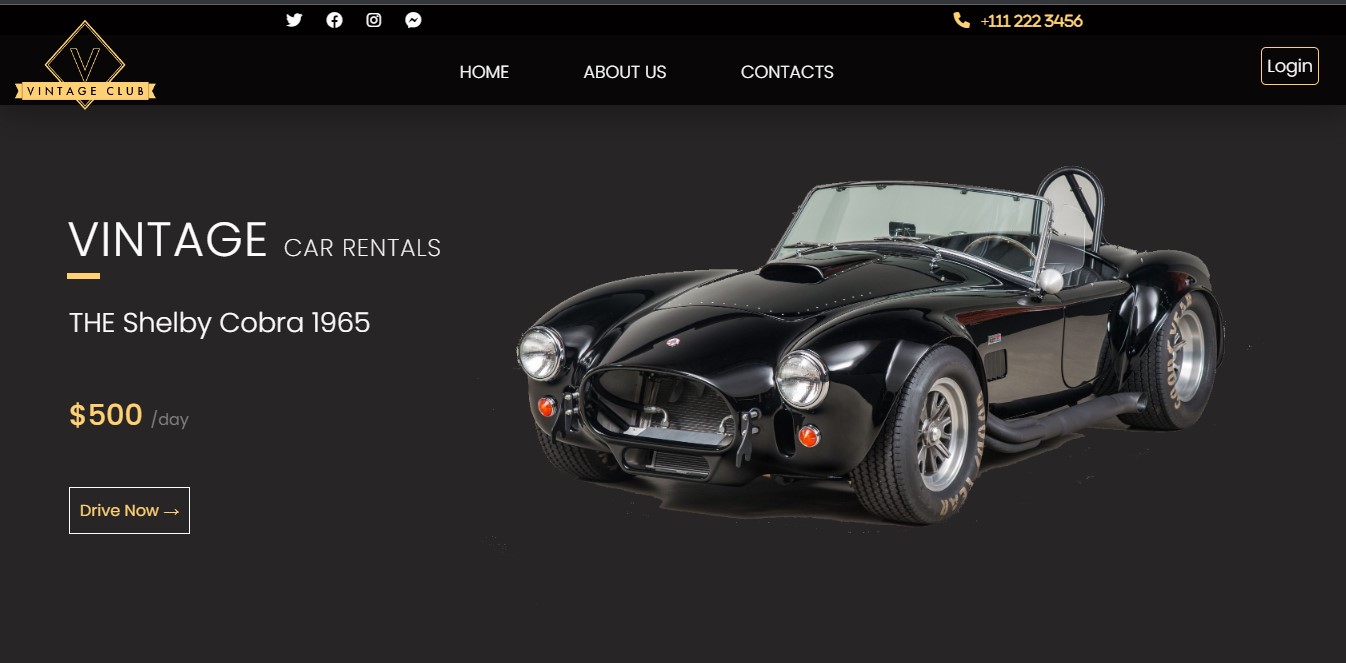 +111 222 3456
V
VINTAGE CLUB
HOME ABOUT US CONTACTS
Login
VINTAGE CAR RENTALS
THE Shelby Cobra 1965
$500 /day
Drive Now →
GOODYEAR